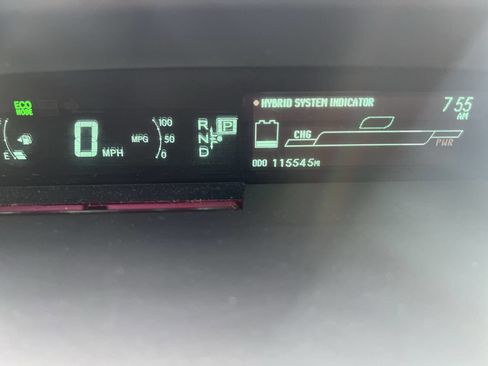 ECO
MODE
HYBRID SYSTEM INDICATOR
7:55
AM
F
E
0
MPH
MPG
100
50
0
R
N
D
P
CHG
PWR
ODO 115545MI